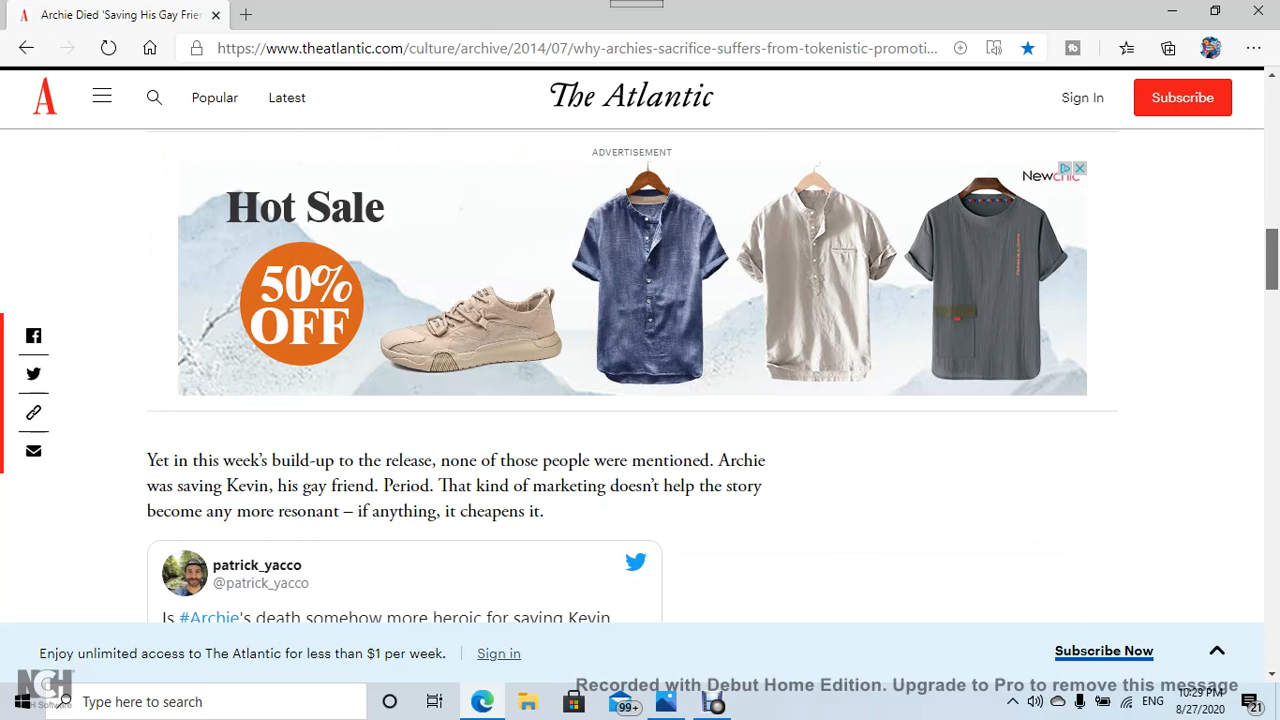 Archie Died 'Saving His Gay Frie
https://www.theatlantic.com/culture/archive/2014/07/why-archies-sacrifice-suffers-from-tokenistic-promoti...
A
Popular
Latest
The Atlantic
Sign In
Subscribe
ADVERTISEMENT
Newchic
Hot Sale
50%
OFF
Yet in this week's build-up to the release, none of those people were mentioned. Archie
was saving Kevin, his gay friend. Period. That kind of marketing doesn't help the story
become any more resonant – if anything, it cheapens it.
patrick_yacco
@patrick_yacco
Is #Archie's death somehow more heroic for saving Kevin
Enjoy unlimited access to The Atlantic for less than $1 per week.
Sign in
Subscribe Now
NCH
NCH Software
Recorded with Debut Home Edition. Upgrade to Pro to remove this message
Type here to search
99+
ENG
10:29 PM
8/27/2020
21